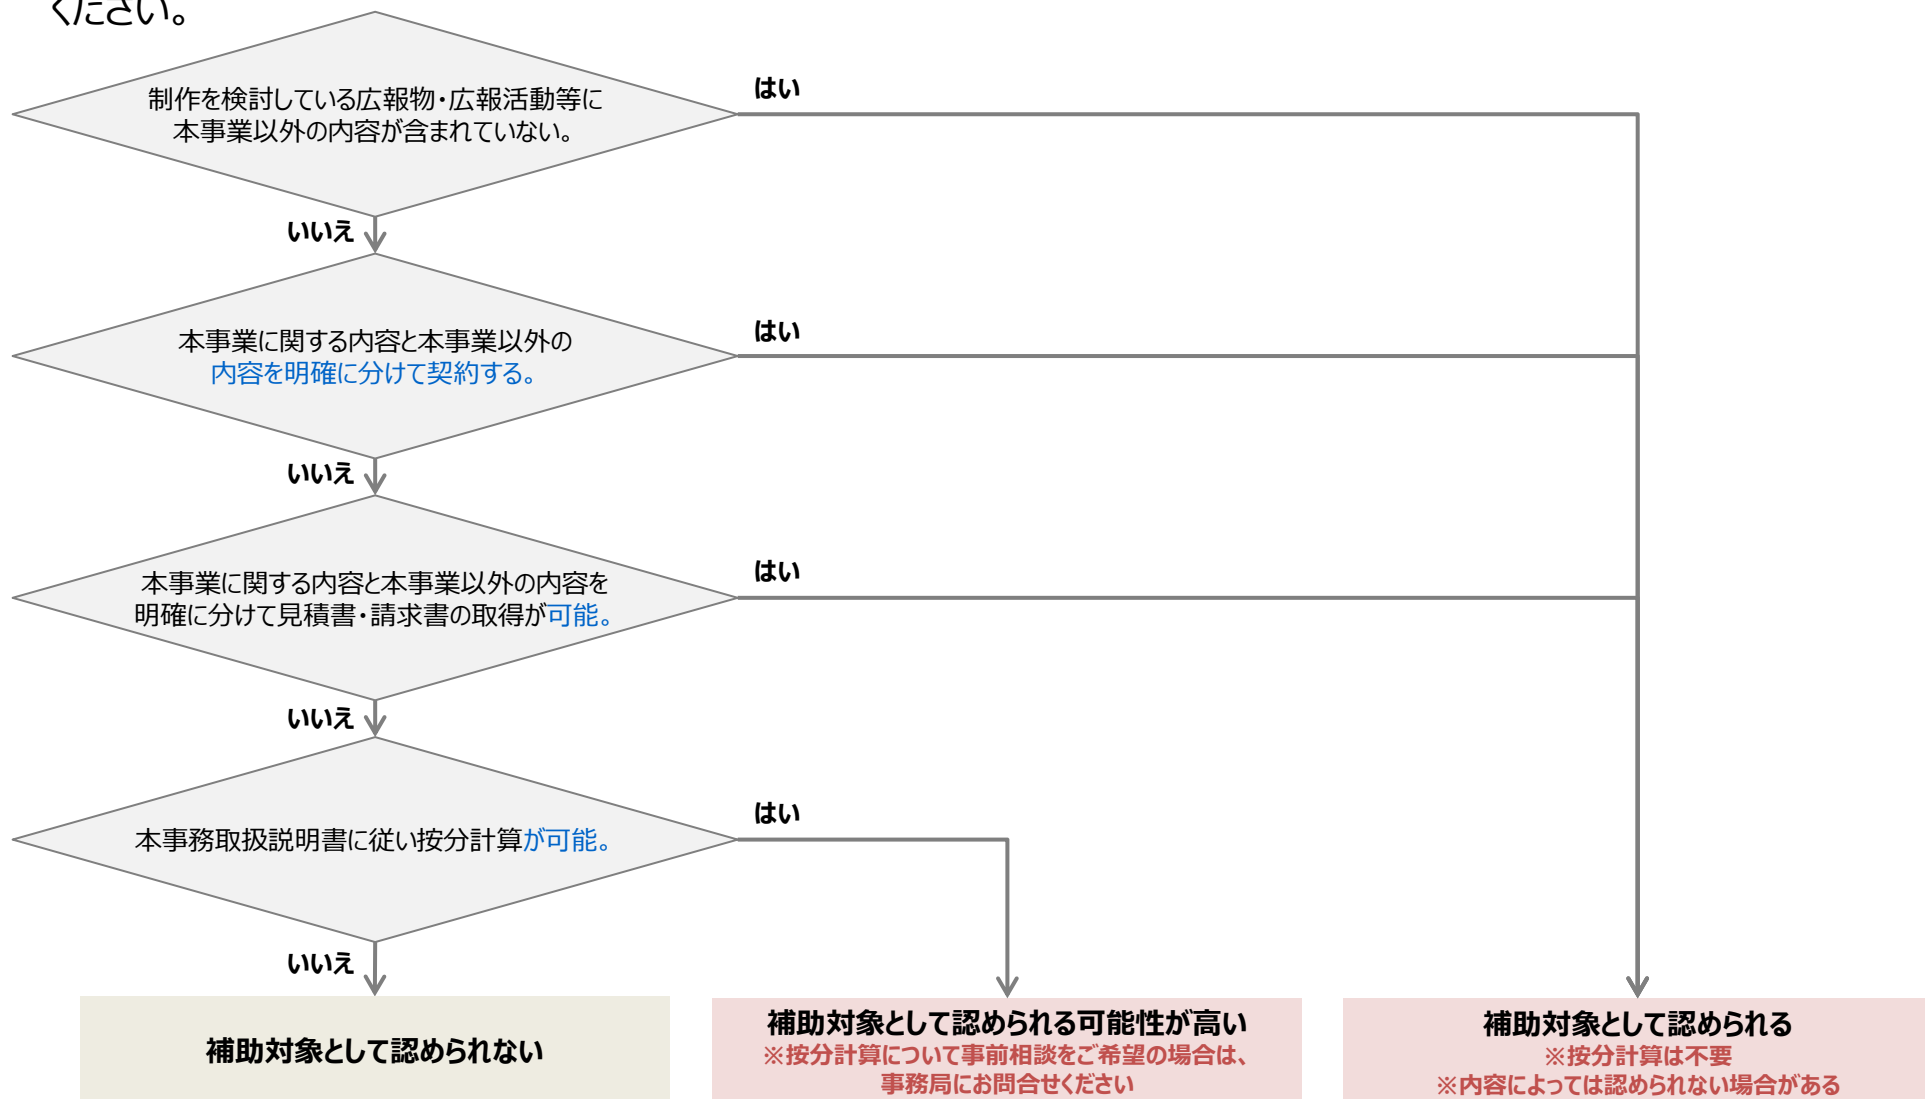 ください。
制作を検討している広報物・広報活動等に
本事業以外の内容が含まれていない。
はい
いいえ
本事業に関する内容と本事業以外の
内容を明確に分けて契約する。
はい
いいえ
本事業に関する内容と本事業以外の内容を
明確に分けて見積書・請求書の取得が可能。
はい
いいえ
本事務取扱説明書に従い按分計算が可能。
はい
いいえ
補助対象として認められない
補助対象として認められる可能性が高い
※按分計算について事前相談をご希望の場合は、
事務局にお問合せください
補助対象として認められる
※按分計算は不要
※内容によっては認められない場合がある